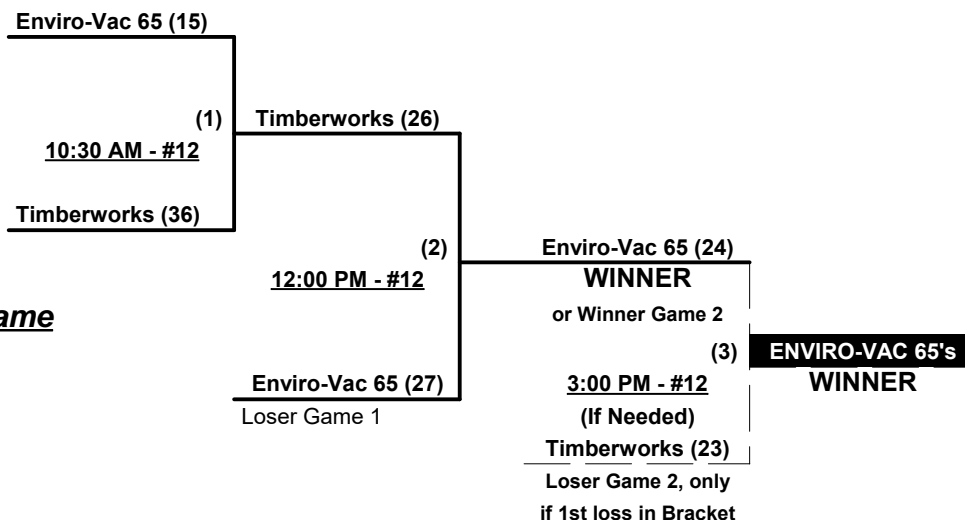 Enviro-Vac 65 (15)
(1)
10:30 AM - #12
Timberworks (36)
Timberworks (26)
(2)
12:00 PM - #12
ame
Enviro-Vac 65 (27)
Loser Game 1
Enviro-Vac 65 (24)
WINNER
or Winner Game 2
(3)
3:00 PM - #12
(If Needed)
Timberworks (23)
Loser Game 2, only
if 1st loss in Bracket
ENVIRO-VAC 65's
WINNER